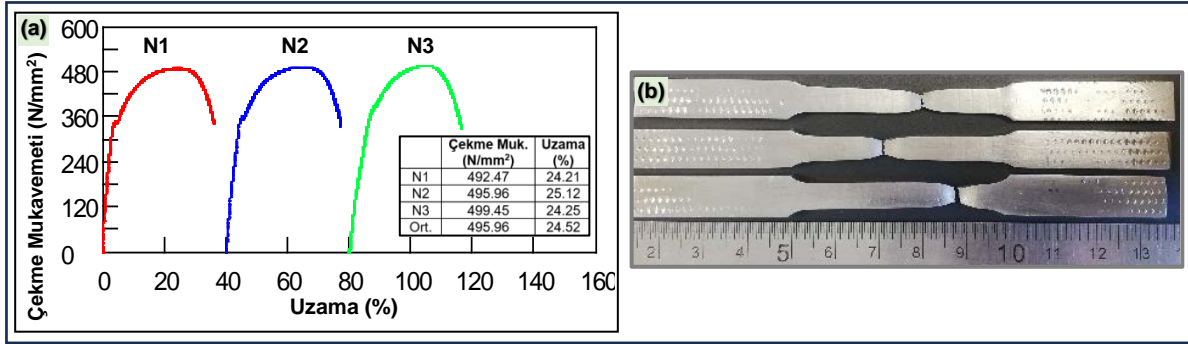 (a)
Çekme Mukavemeti (N/mm²)
600
480
360
240
120
0
N1 N2 N3
Çekme Muk. (N/mm²) Uzama (%)
N1 492.47 24.21
N2 495.96 25.12
N3 499.45 24.25
Ort. 495.96 24.52
0 20 40 60 80 100 120 140 160
Uzama (%)
(b)
2 3 4 5 6 7 8 9 10 11 12 13